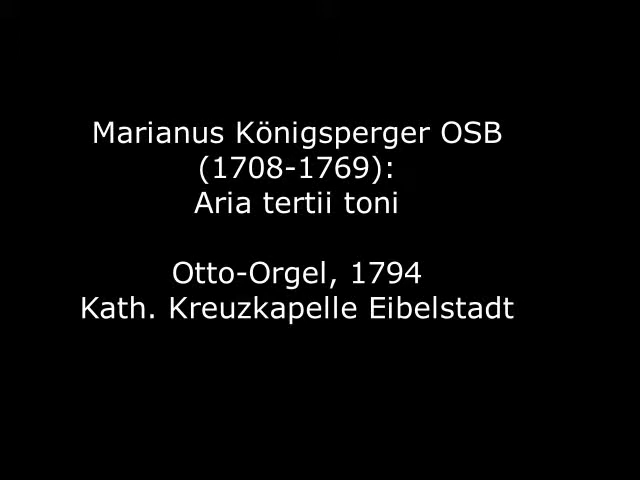 Marianus Königsperger OSB
(1708-1769):
Aria tertii toni
Otto-Orgel, 1794
Kath. Kreuzkapelle Eibelstadt